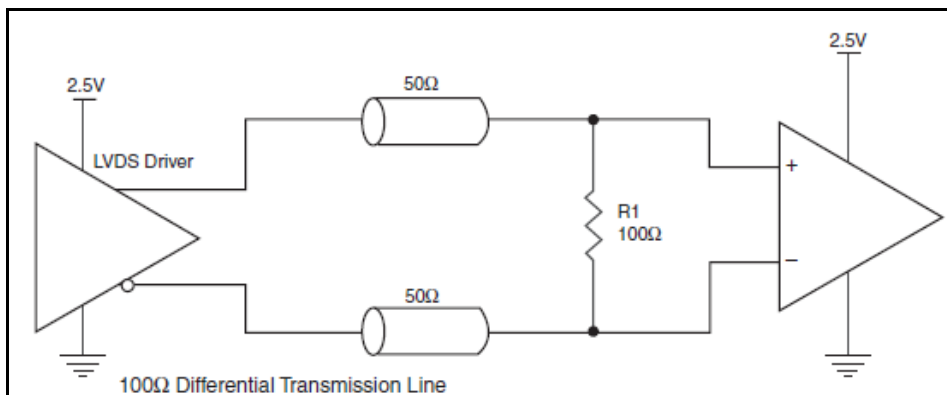 2.5V
2.5V
50Ω
LVDS Driver
+
R1
100Ω
–
50Ω
100Ω Differential Transmission Line